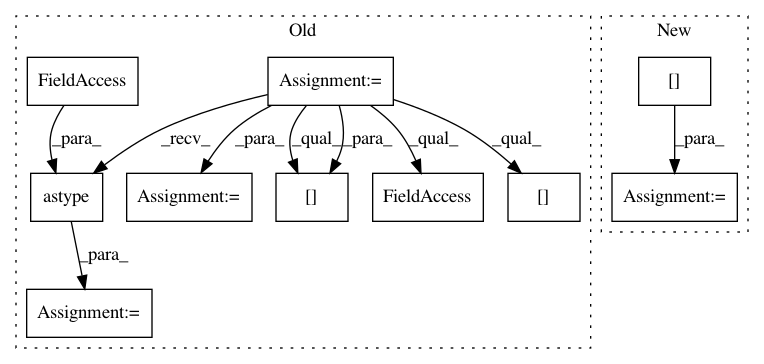 Old
New
FieldAccess
Assignment:=
[]
_para_
_recv_
_para_
_qual_
_para_
_qual_
_qual_
_para_
astype
Assignment:=
[]
FieldAccess
[]
Assignment:=
_para_
Assignment:=